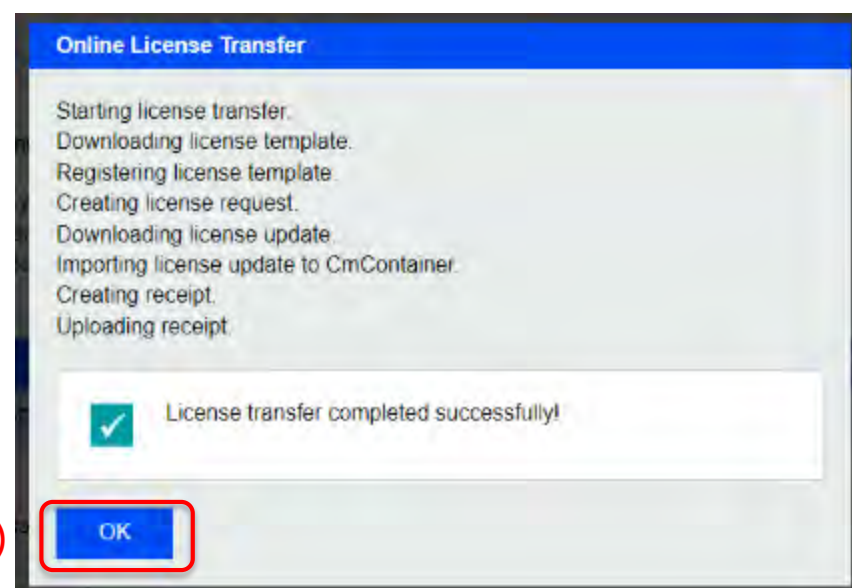 Online License Transfer
Starting license transfer.
Downloading license template.
Registering license template.
Creating license request.
Downloading license update.
Importing license update to CmContainer.
Creating receipt.
Uploading receipt.
License transfer completed successfully!
OK